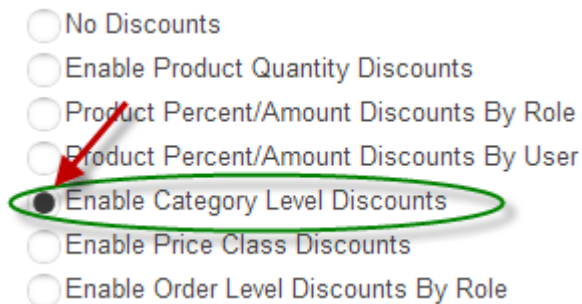 No Discounts
Enable Product Quantity Discounts
Product Percent/Amount Discounts By Role
Product Percent/Amount Discounts By User
Enable Category Level Discounts
Enable Price Class Discounts
Enable Order Level Discounts By Role